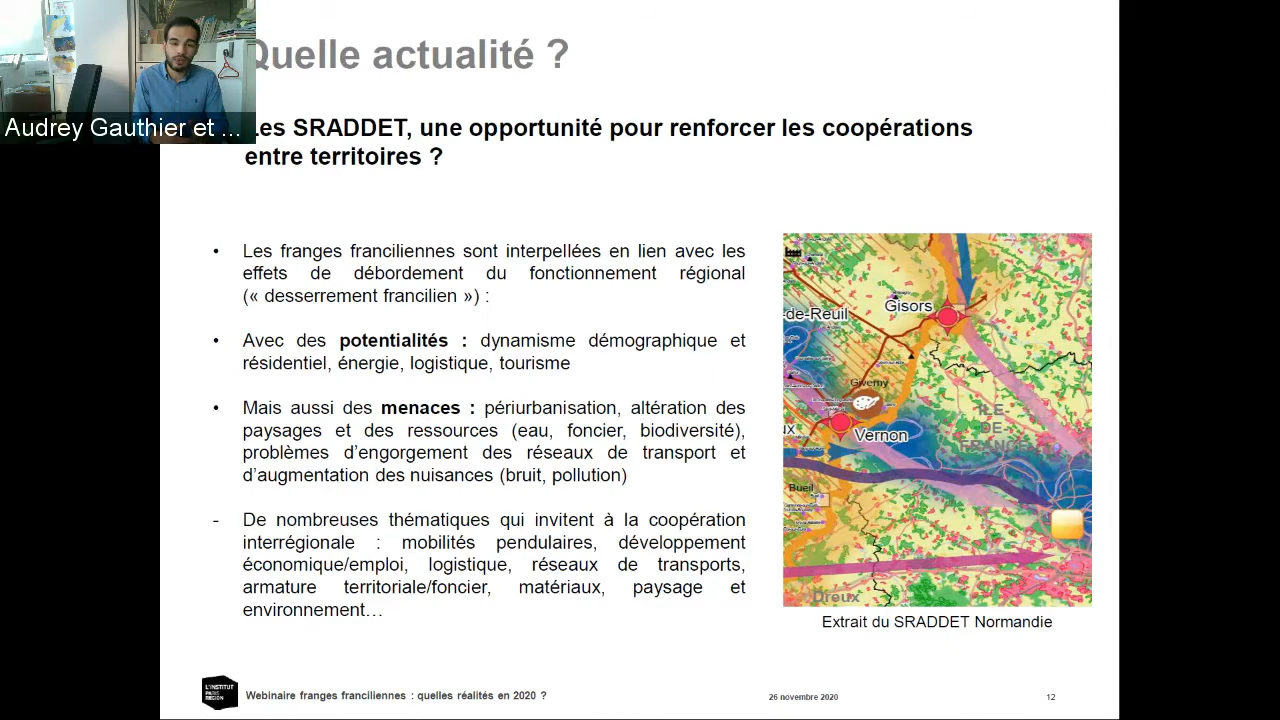 Quelle actualité ?
Audrey Gauthier et ...
Les SRADDET, une opportunité pour renforcer les coopérations
entre territoires ?
• Les franges franciliennes sont interpellées en lien avec les
effets de débordement du fonctionnement régional
(« desserrement francilien ») :
• Avec des potentialités : dynamisme démographique et
résidentiel, énergie, logistique, tourisme
• Mais aussi des menaces : périurbanisation, altération des
paysages et des ressources (eau, foncier, biodiversité),
problèmes d’engorgement des réseaux de transport et
d’augmentation des nuisances (bruit, pollution)
- De nombreuses thématiques qui invitent à la coopération
interrégionale : mobilités pendulaires, développement
économique/emploi, logistique, réseaux de transports,
armature territoriale/foncier, matériaux, paysage et
environnement…
Gisors
-de-Reuil
Giverny
Vernon
ILE
DE
FRANCE
Bueil
Dreux
Extrait du SRADDET Normandie
L'INSTITUT
PARIS
REGION
Webinaire franges franciliennes : quelles réalités en 2020 ?
26 novembre 2020
12